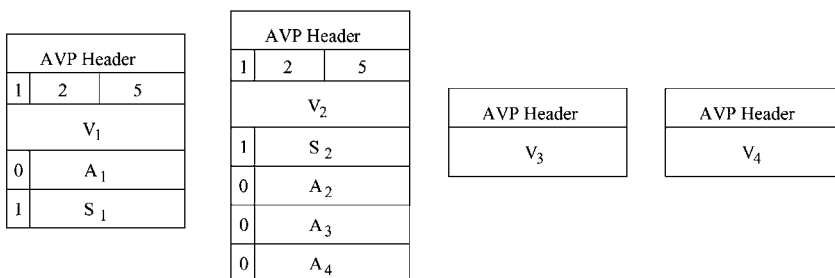 AVP Header
1 2 5
V1
0 A1
1 S1
AVP Header
1 2 5
V2
1 S2
0 A2
0 A3
0 A4
AVP Header
V3
AVP Header
V4